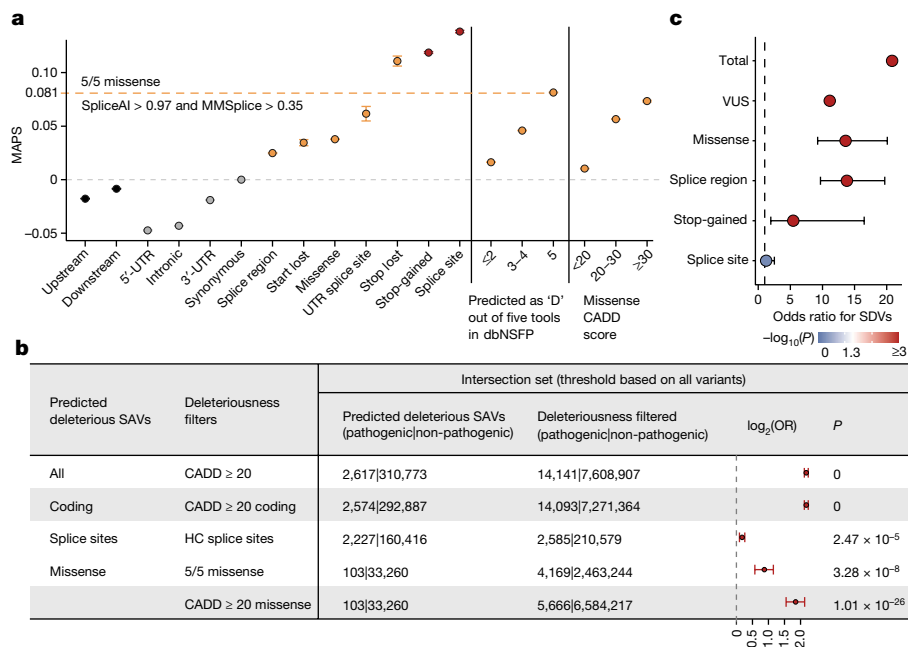 a
MAPS
0.10
0.081
0.05
0
−0.05
5/5 missense
SpliceAI > 0.97 and MMSplice > 0.35
Upstream
Downstream
5′-UTR
Intronic
3′-UTR
Synonymous
Splice region
Start lost
Missense
UTR splice site
Stop lost
Stop-gained
Splice site
≤2
3–4
5
Predicted as ‘D’
out of five tools
in dbNSFP
<20
20–30
≥30
Missense
CADD
score
c
Total
VUS
Missense
Splice region
Stop-gained
Splice site
0 5 10 15 20
Odds ratio for SDVs
−log10(P)
0 1.3 ≥3
b
Predicted
deleterious SAVs
Deleteriousness
filters
Intersection set (threshold based on all variants)
Predicted deleterious SAVs
(pathogenic|non-pathogenic)
Deleteriousness filtered
(pathogenic|non-pathogenic)
log2(OR)
P
All CADD ≥ 20 2,617|310,773 14,141|7,608,907 0
Coding CADD ≥ 20 coding 2,574|292,887 14,093|7,271,364 0
Splice sites HC splice sites 2,227|160,416 2,585|210,579 2.47 × 10−5
Missense 5/5 missense 103|33,260 4,169|2,463,244 3.28 × 10−8
CADD ≥ 20 missense 103|33,260 5,666|6,584,217 1.01 × 10−26
0 0.5 1.0 1.5 2.0